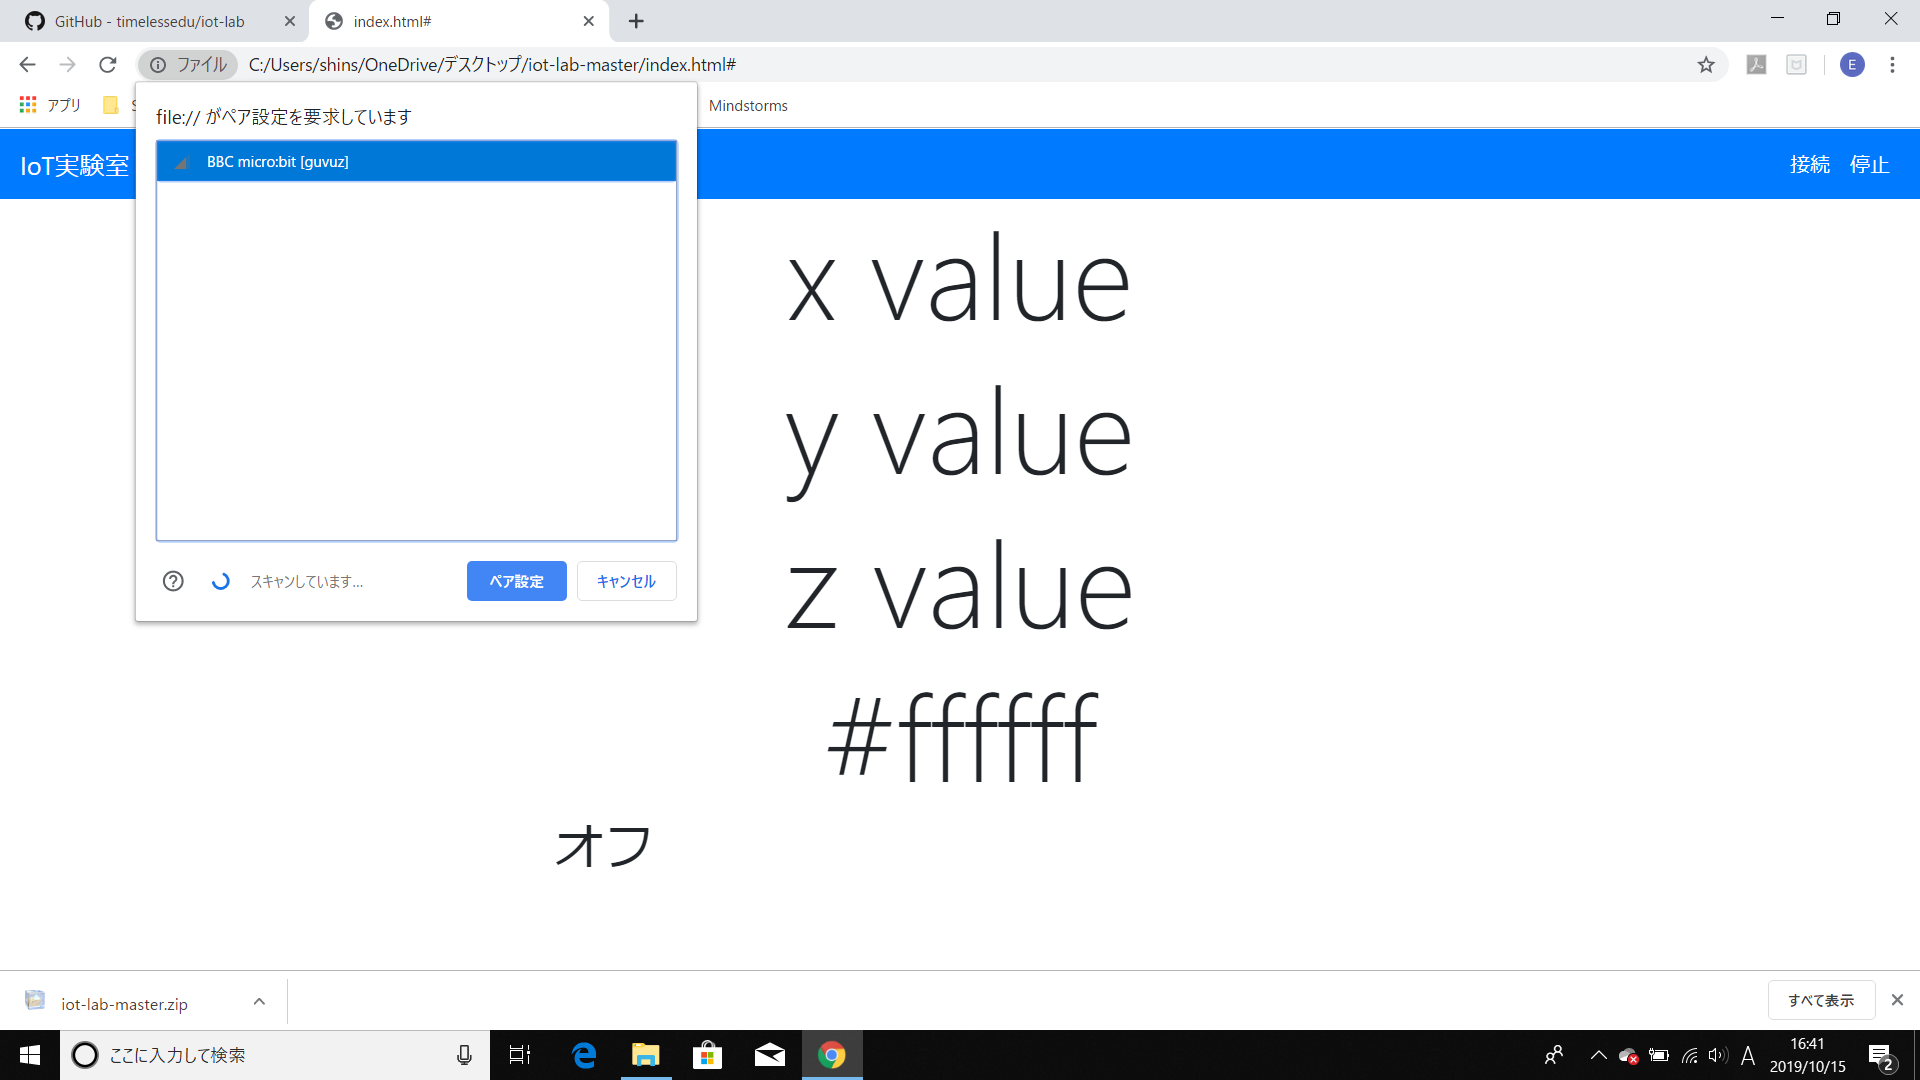 GitHub - timelessedu/iot-lab
index.html#
ファイル C:/Users/shins/OneDrive/デスクトップ/iot-lab-master/index.html#
E
アプリ
S
Mindstorms
file:// がペア設定を要求しています
BBC micro:bit [guvuz]
スキャンしています...
ペア設定
キャンセル
IoT実験室
接続 停止
x value
y value
z value
#ffffff
オフ
iot-lab-master.zip
すべて表示
ここに入力して検索
A
16:41
2019/10/15
2